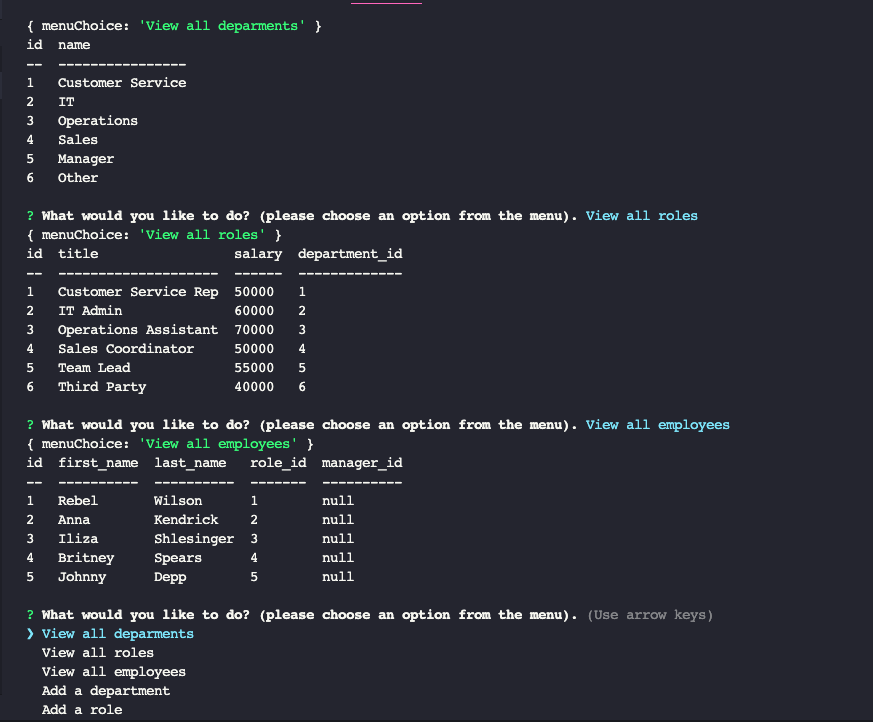 { menuChoice: 'View all deparments' }
id  name
--  ----------------
1   Customer Service
2   IT
3   Operations
4   Sales
5   Manager
6   Other
? What would you like to do? (please choose an option from the menu). View all roles
{ menuChoice: 'View all roles' }
id  title                 salary  department_id
--  --------------------  ------  -------------
1   Customer Service Rep  50000   1
2   IT Admin              60000   2
3   Operations Assistant  70000   3
4   Sales Coordinator     50000   4
5   Team Lead             55000   5
6   Third Party           40000   6
? What would you like to do? (please choose an option from the menu). View all employees
{ menuChoice: 'View all employees' }
id  first_name  last_name   role_id  manager_id
--  ----------  ----------  -------  ----------
1   Rebel       Wilson      1        null
2   Anna        Kendrick    2        null
3   Iliza       Shlesinger  3        null
4   Britney     Spears      4        null
5   Johnny      Depp        5        null
? What would you like to do? (please choose an option from the menu). (Use arrow keys)
❯ View all deparments
  View all roles
  View all employees
  Add a department
  Add a role